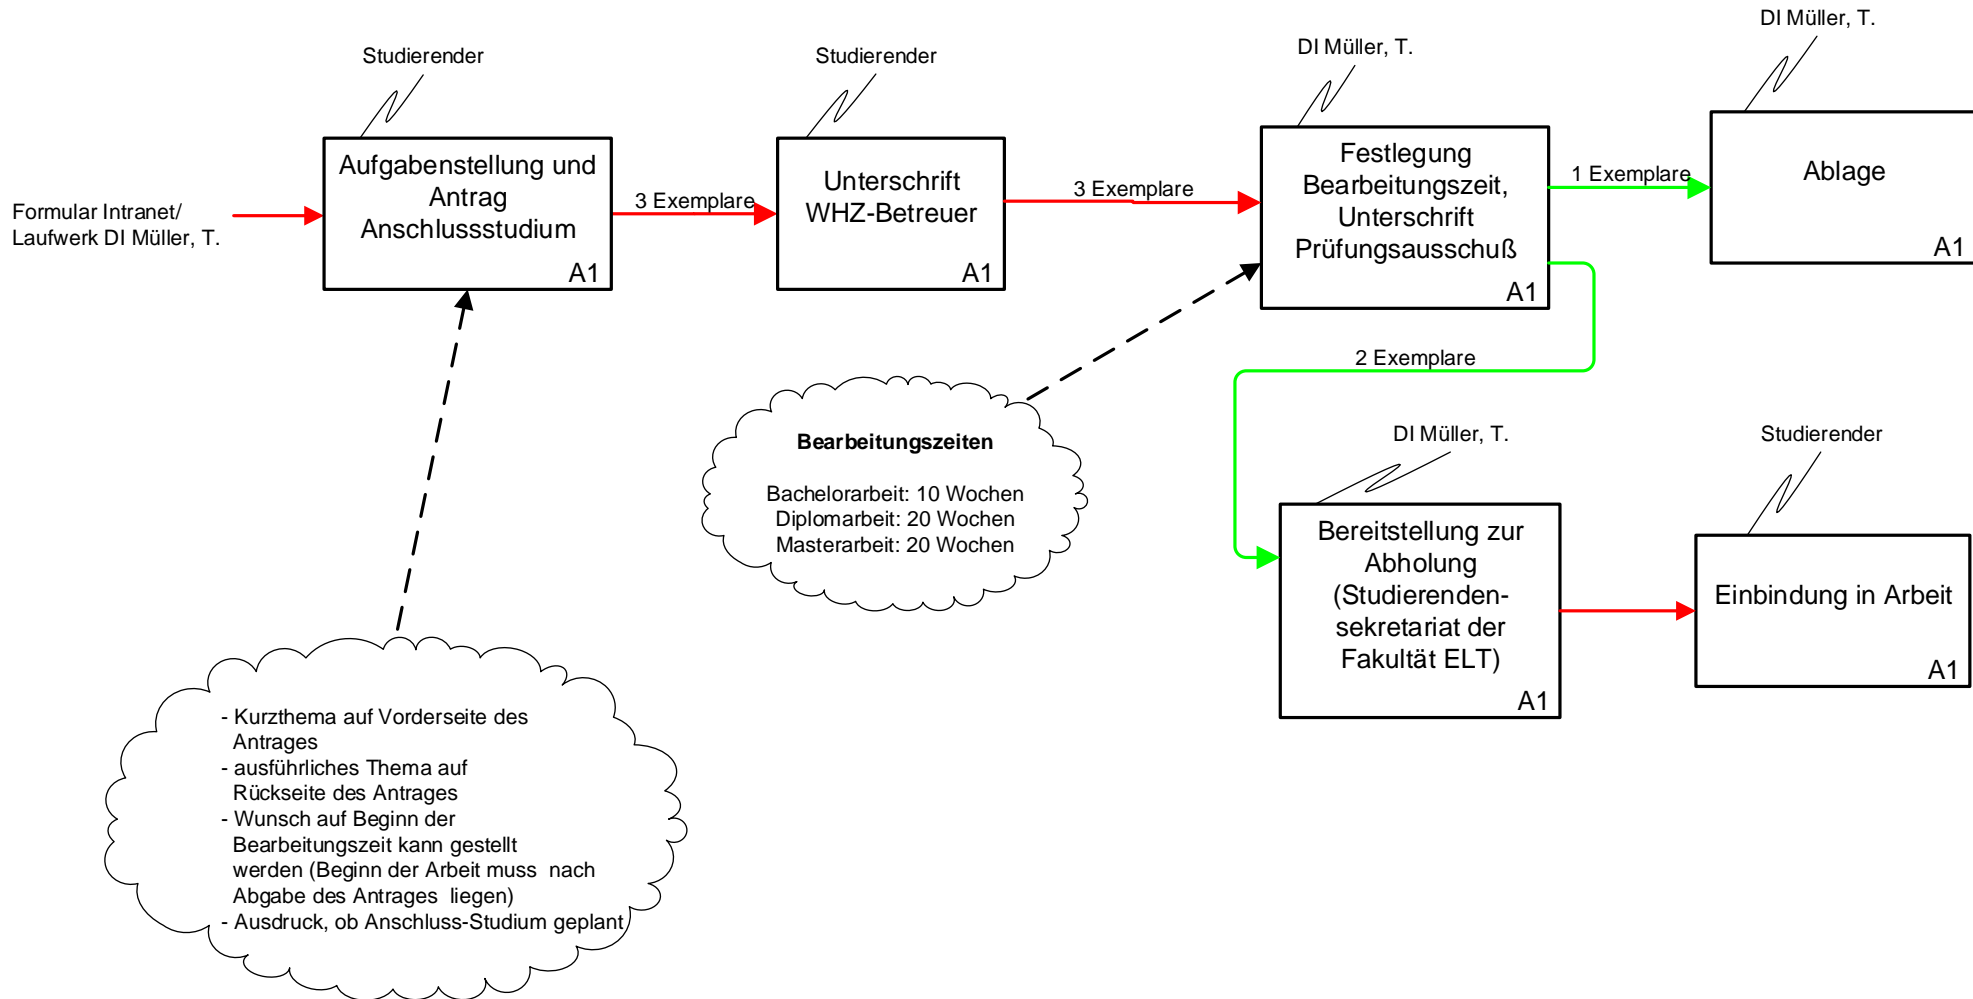 Formular Intranet/
Laufwerk DI Müller, T.
Studierender
Aufgabenstellung und
Antrag
Anschlussstudium
A1
3 Exemplare
Studierender
Unterschrift
WHZ-Betreuer
A1
3 Exemplare
DI Müller, T.
Festlegung
Bearbeitungszeit,
Unterschrift
Prüfungsausschuß
A1
1 Exemplare
DI Müller, T.
Ablage
A1
2 Exemplare
DI Müller, T.
Bereitstellung zur
Abholung
(Studierenden-
sekretariat der
Fakultät ELT)
A1
Studierender
Einbindung in Arbeit
A1
Bearbeitungszeiten
Bachelorarbeit: 10 Wochen
Diplomarbeit: 20 Wochen
Masterarbeit: 20 Wochen
- Kurzthema auf Vorderseite des
Antrages
- ausführliches Thema auf
Rückseite des Antrages
- Wunsch auf Beginn der
Bearbeitungszeit kann gestellt
werden (Beginn der Arbeit muss nach
Abgabe des Antrages liegen)
- Ausdruck, ob Anschluss-Studium geplant